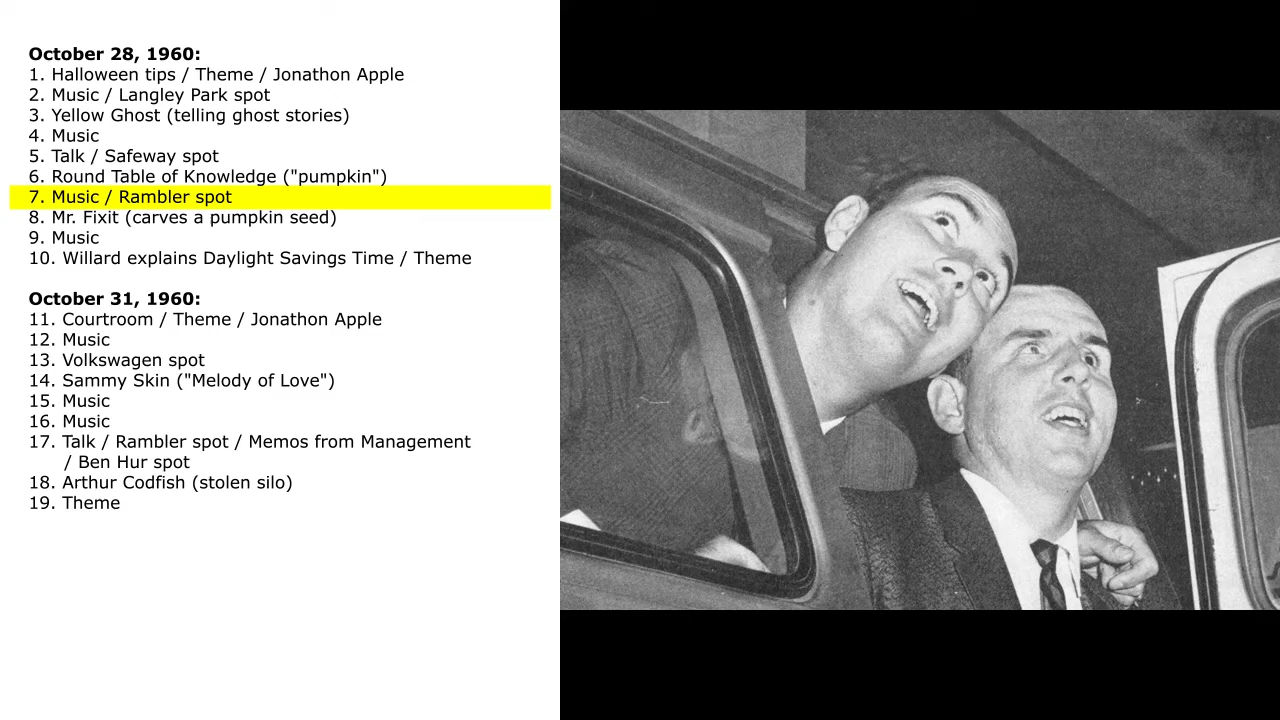 October 28, 1960:
1. Halloween tips / Theme / Jonathon Apple
2. Music / Langley Park spot
3. Yellow Ghost (telling ghost stories)
4. Music
5. Talk / Safeway spot
6. Round Table of Knowledge ("pumpkin")
7. Music / Rambler spot
8. Mr. Fixit (carves a pumpkin seed)
9. Music
10. Willard explains Daylight Savings Time / Theme
October 31, 1960:
11. Courtroom / Theme / Jonathon Apple
12. Music
13. Volkswagen spot
14. Sammy Skin ("Melody of Love")
15. Music
16. Music
17. Talk / Rambler spot / Memos from Management
/ Ben Hur spot
18. Arthur Codfish (stolen silo)
19. Theme